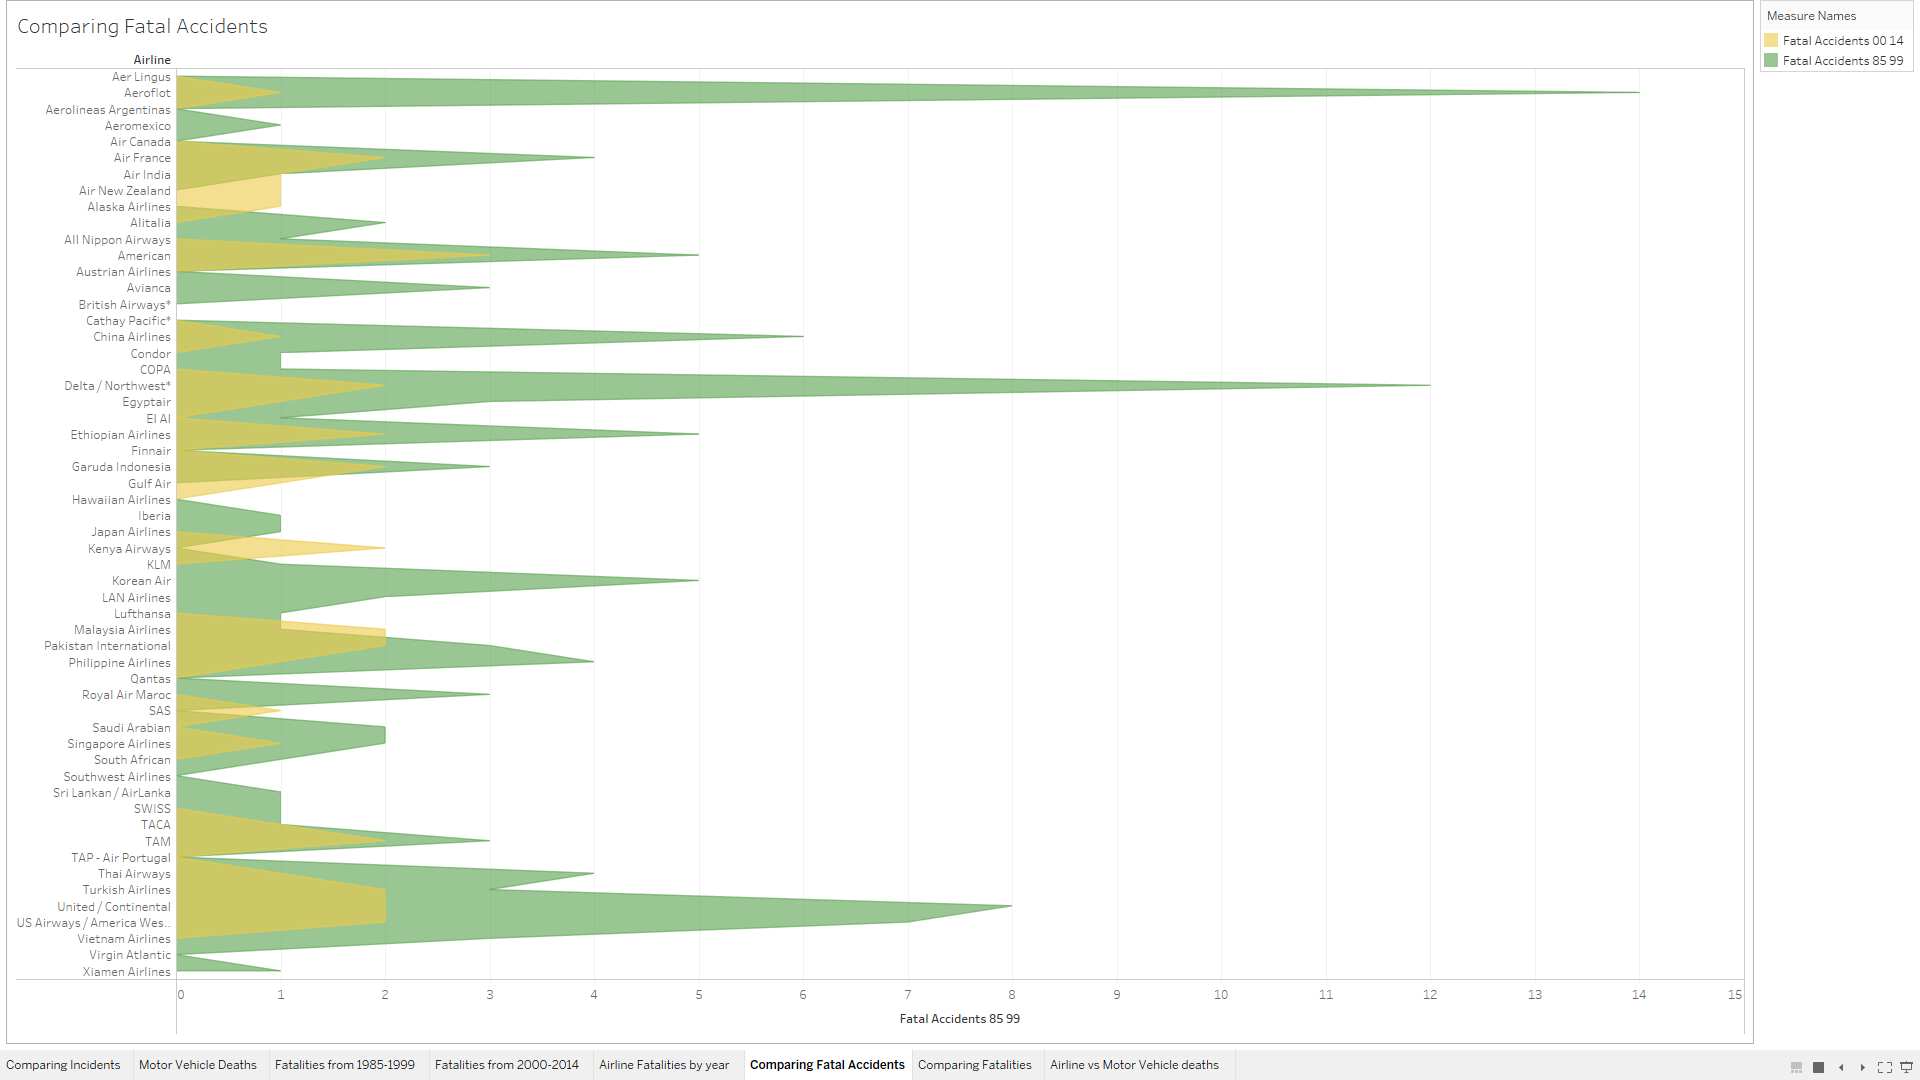 Comparing Fatal Accidents
Measure Names
Fatal Accidents 00 14
Fatal Accidents 85 99
Airline
Aer Lingus
Aeroflot
Aerolineas Argentinas
Aeromexico
Air Canada
Air France
Air India
Air New Zealand
Alaska Airlines
Alitalia
All Nippon Airways
American
Austrian Airlines
Avianca
British Airways*
Cathay Pacific*
China Airlines
Condor
COPA
Delta / Northwest*
Egyptair
El Al
Ethiopian Airlines
Finnair
Garuda Indonesia
Gulf Air
Hawaiian Airlines
Iberia
Japan Airlines
Kenya Airways
KLM
Korean Air
LAN Airlines
Lufthansa
Malaysia Airlines
Pakistan International
Philippine Airlines
Qantas
Royal Air Maroc
SAS
Saudi Arabian
Singapore Airlines
South African
Southwest Airlines
Sri Lankan / AirLanka
SWISS
TACA
TAM
TAP - Air Portugal
Thai Airways
Turkish Airlines
United / Continental
US Airways / America Wes..
Vietnam Airlines
Virgin Atlantic
Xiamen Airlines
0 1 2 3 4 5 6 7 8 9 10 11 12 13 14 15
Fatal Accidents 85 99
Comparing Incidents Motor Vehicle Deaths Fatalities from 1985-1999 Fatalities from 2000-2014 Airline Fatalities by year Comparing Fatal Accidents Comparing Fatalities Airline vs Motor Vehicle deaths